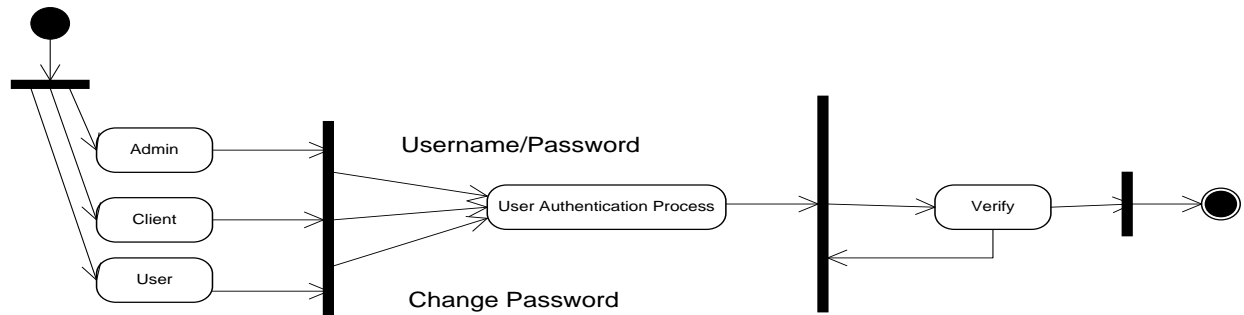 Admin
Client
User
Username/Password
Change Password
User Authentication Process
Verify